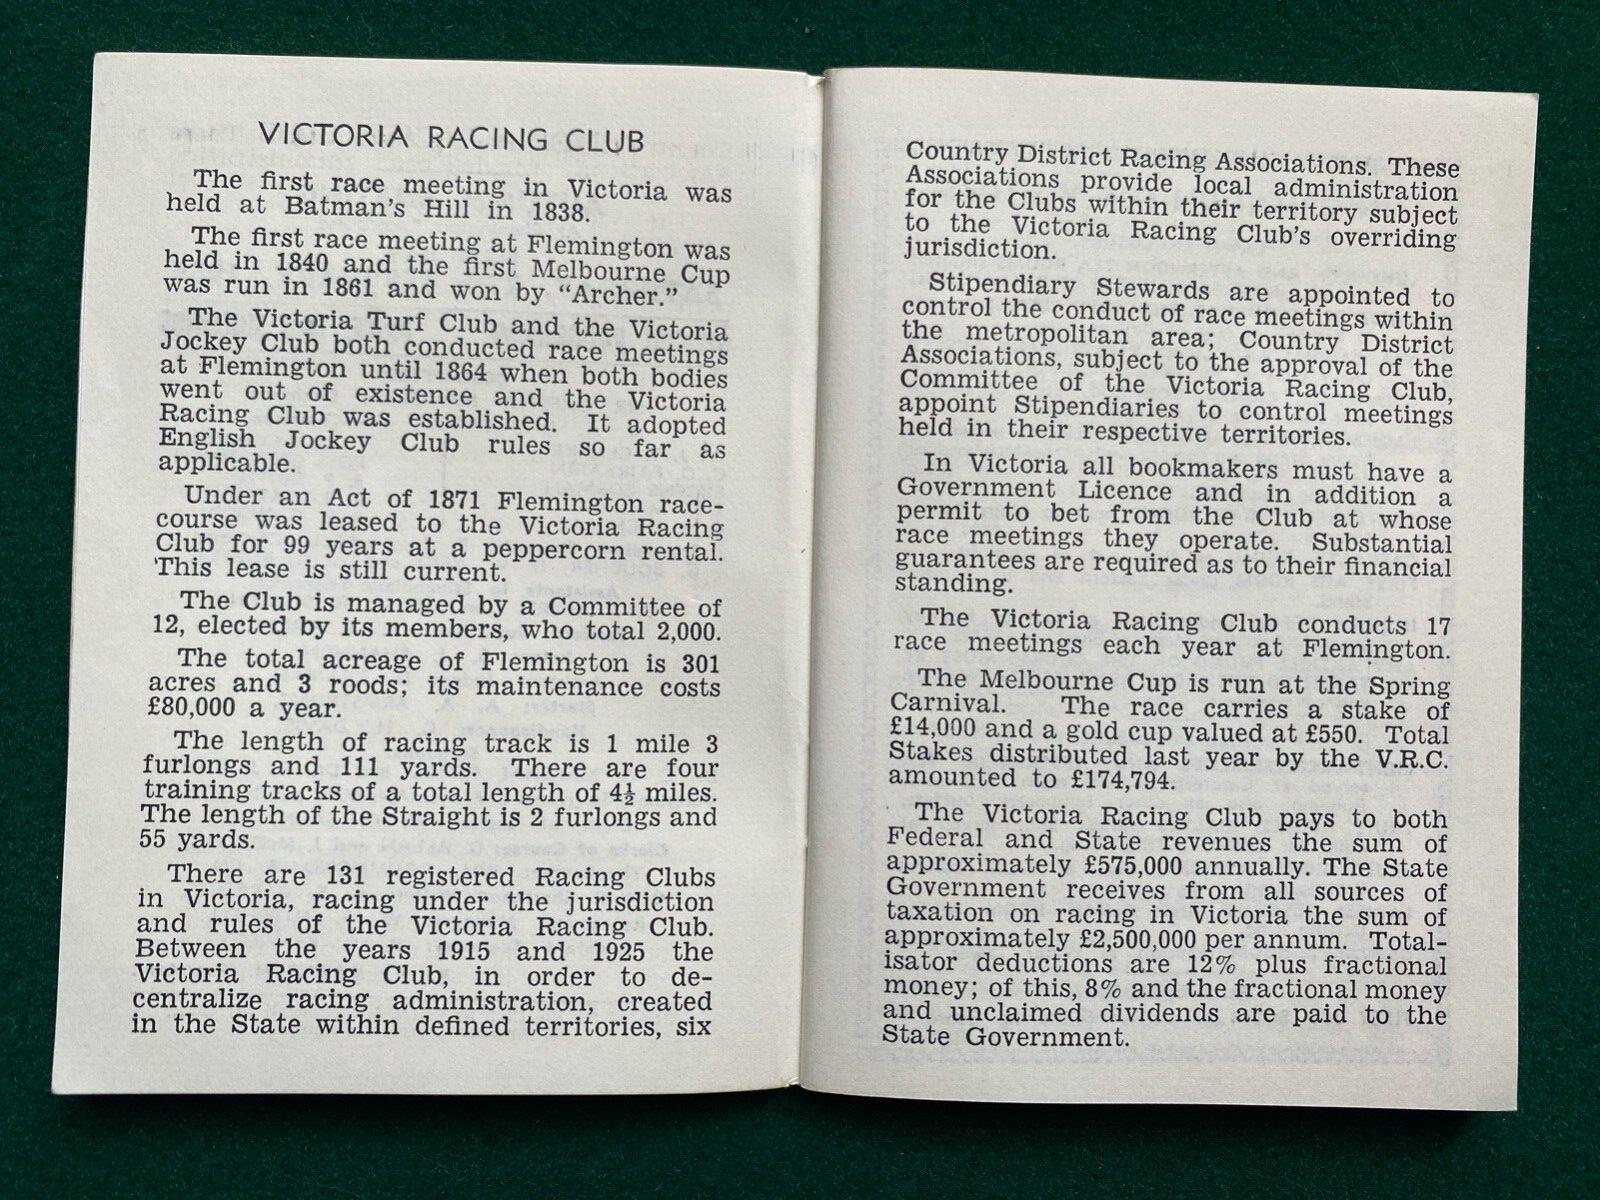 VICTORIA RACING CLUB
The first race meeting in Victoria was
held at Batman's Hill in 1838.
The first race meeting at Flemington was
held in 1840 and the first Melbourne Cup
was run in 1861 and won by “Archer.”
The Victoria Turf Club and the Victoria
Jockey Club both conducted race meetings
at Flemington until 1864 when both bodies
went out of existence and the Victoria
Racing Club was established. It adopted
English Jockey Club rules so far as
applicable.
Under an Act of 1871 Flemington race-
course was leased to the Victoria Racing
Club for 99 years at a peppercorn rental.
This lease is still current.
The Club is managed by a Committee of
12, elected by its members, who total 2,000.
The total acreage of Flemington is 301
acres and 3 roods; its maintenance costs
£80,000 a year.
The length of racing track is 1 mile 3
furlongs and 111 yards. There are four
training tracks of a total length of 4½ miles.
The length of the Straight is 2 furlongs and
55 yards.
There are 131 registered Racing Clubs
in Victoria, racing under the jurisdiction
and rules of the Victoria Racing Club.
Between the years 1915 and 1925 the
Victoria Racing Club, in order to de-
centralize racing administration, created
in the State within defined territories, six
Country District Racing Associations. These
Associations provide local administration
for the Clubs within their territory subject
to the Victoria Racing Club's overriding
jurisdiction.
Stipendiary Stewards are appointed to
control the conduct of race meetings within
the metropolitan area; Country District
Associations, subject to the approval of the
Committee of the Victoria Racing Club,
appoint Stipendiaries to control meetings
held in their respective territories.
In Victoria all bookmakers must have a
Government Licence and in addition a
permit to bet from the Club at whose
race meetings they operate. Substantial
guarantees are required as to their financial
standing.
The Victoria Racing Club conducts 17
race meetings each year at Flemington.
The Melbourne Cup is run at the Spring
Carnival. The race carries a stake of
£14,000 and a gold cup valued at £550. Total
Stakes distributed last year by the V.R.C.
amounted to £174,794.
The Victoria Racing Club pays to both
Federal and State revenues the sum of
approximately £575,000 annually. The State
Government receives from all sources of
taxation on racing in Victoria the sum of
approximately £2,500,000 per annum. Total-
isator deductions are 12% plus fractional
money; of this, 8% and the fractional money
and unclaimed dividends are paid to the
State Government.